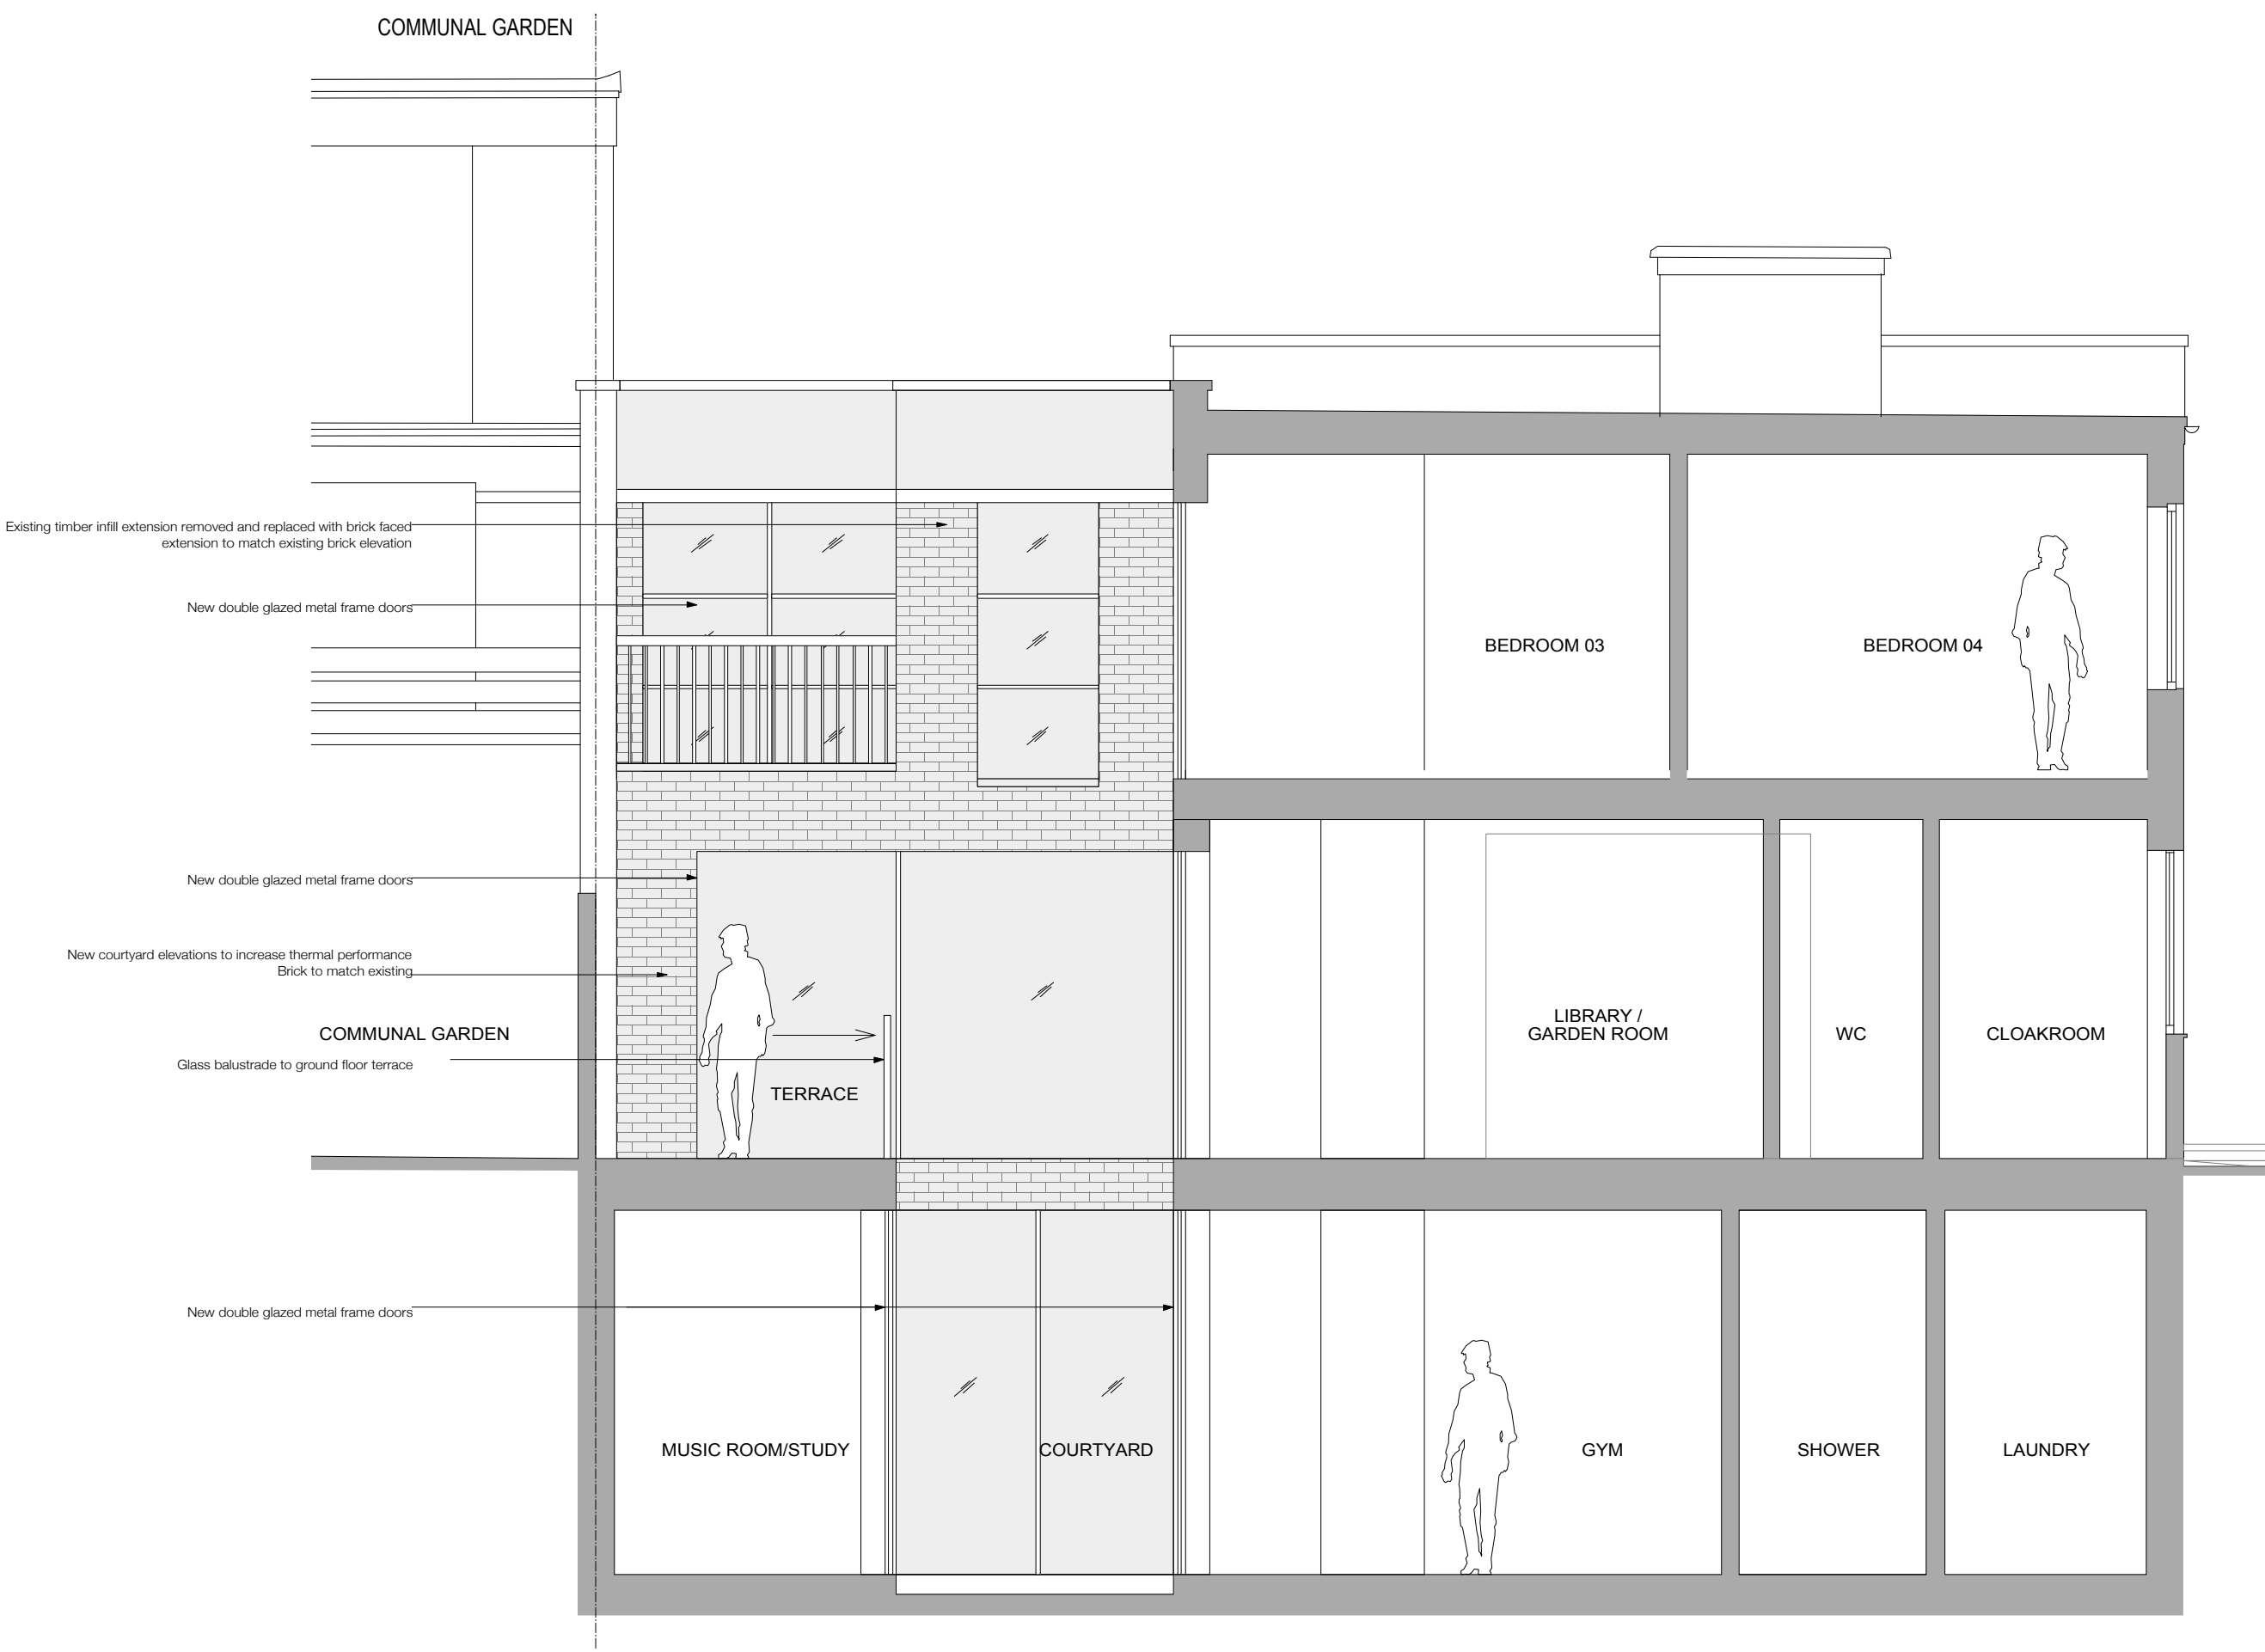 COMMUNAL GARDEN
Existing timber infill extension removed and replaced with brick faced
extension to match existing brick elevation
New double glazed metal frame doors
BEDROOM 03
BEDROOM 04
New double glazed metal frame doors
New courtyard elevations to increase thermal performance
Brick to match existing
COMMUNAL GARDEN
Glass balustrade to ground floor terrace
TERRACE
LIBRARY /
GARDEN ROOM
WC
CLOAKROOM
New double glazed metal frame doors
MUSIC ROOM/STUDY
COURTYARD
GYM
SHOWER
LAUNDRY